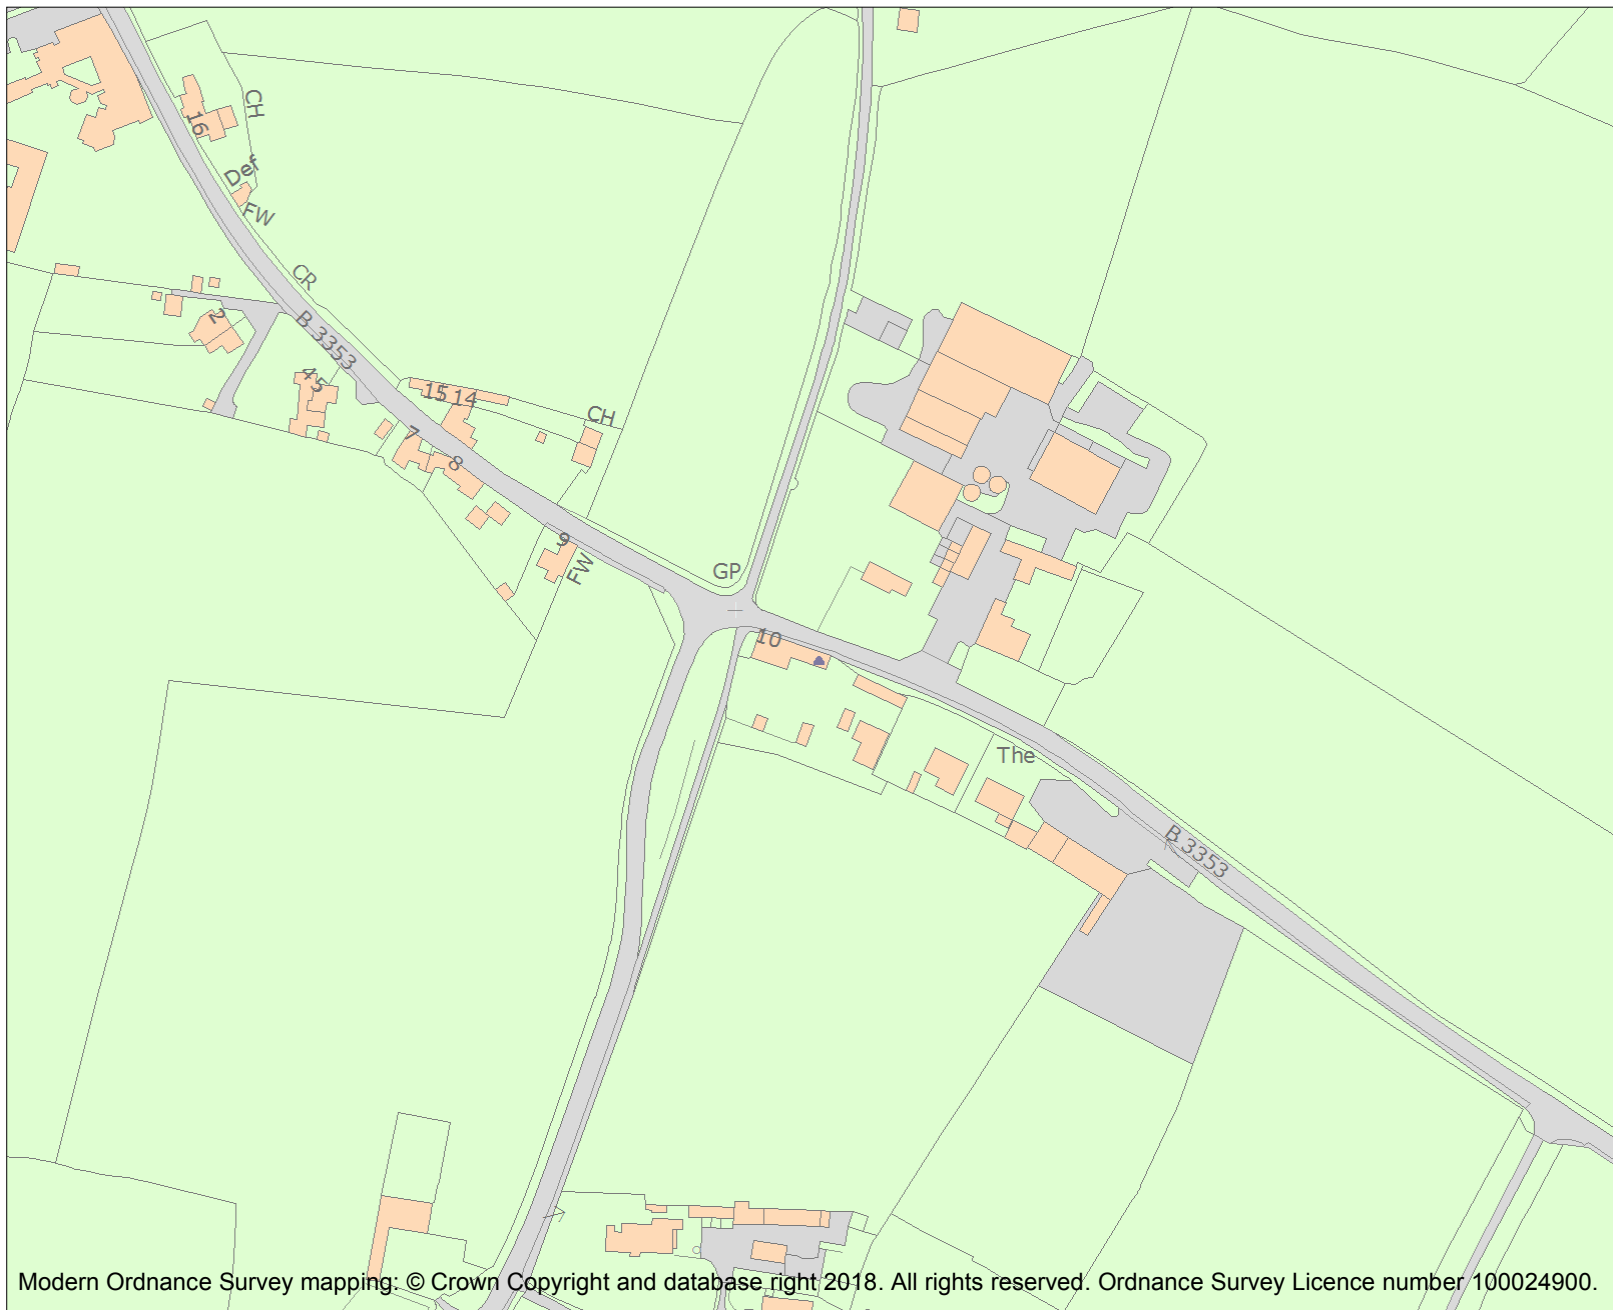 CH
16
Def
FW
CR
2
B 3353
4 5
15 14
CH
7
8
9
FW
GP
10
The
B 3353
Modern Ordnance Survey mapping: © Crown Copyright and database right 2018. All rights reserved. Ordnance Survey Licence number 100024900.